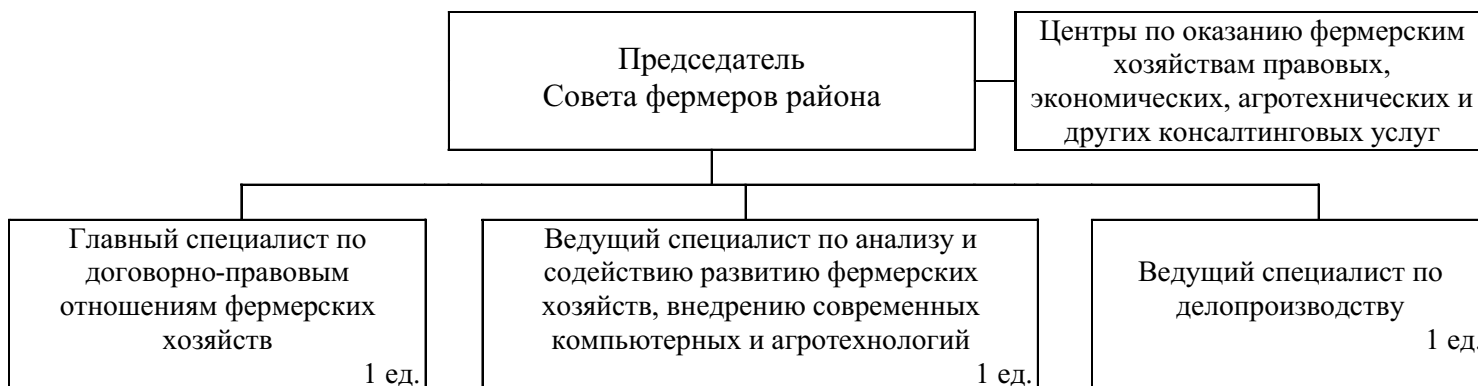 Председатель
Совета фермеров района
Центры по оказанию фермерским
хозяйствам правовых,
экономических, агротехнических и
других консалтинговых услуг
Главный специалист по
договорно-правовым
отношениям фермерских
хозяйств
1 ед.
Ведущий специалист по анализу и
содействию развитию фермерских
хозяйств, внедрению современных
компьютерных и агротехнологий
1 ед.
Ведущий специалист по
делопроизводству
1 ед.